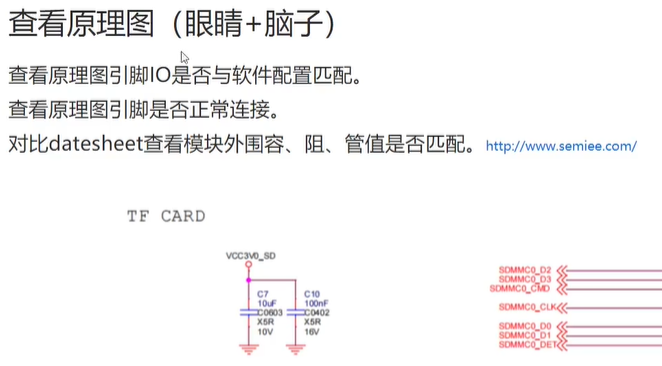 查看原理图（眼睛+脑子）
查看原理图引脚IO是否与软件配置匹配。
查看原理图引脚是否正常连接。
对比datesheet查看模块外围容、阻、管值是否匹配。http://www.semiee.com/
TF CARD
VCC3V0_SD
C7
10uF
C0603
X5R
10V
C10
100nF
C0402
X5R
16V
SDMMC0_D2
SDMMC0_D3
SDMMC0_CMD
SDMMC0_CLK
SDMMC0_D0
SDMMC0_D1
SDMMC0_DET